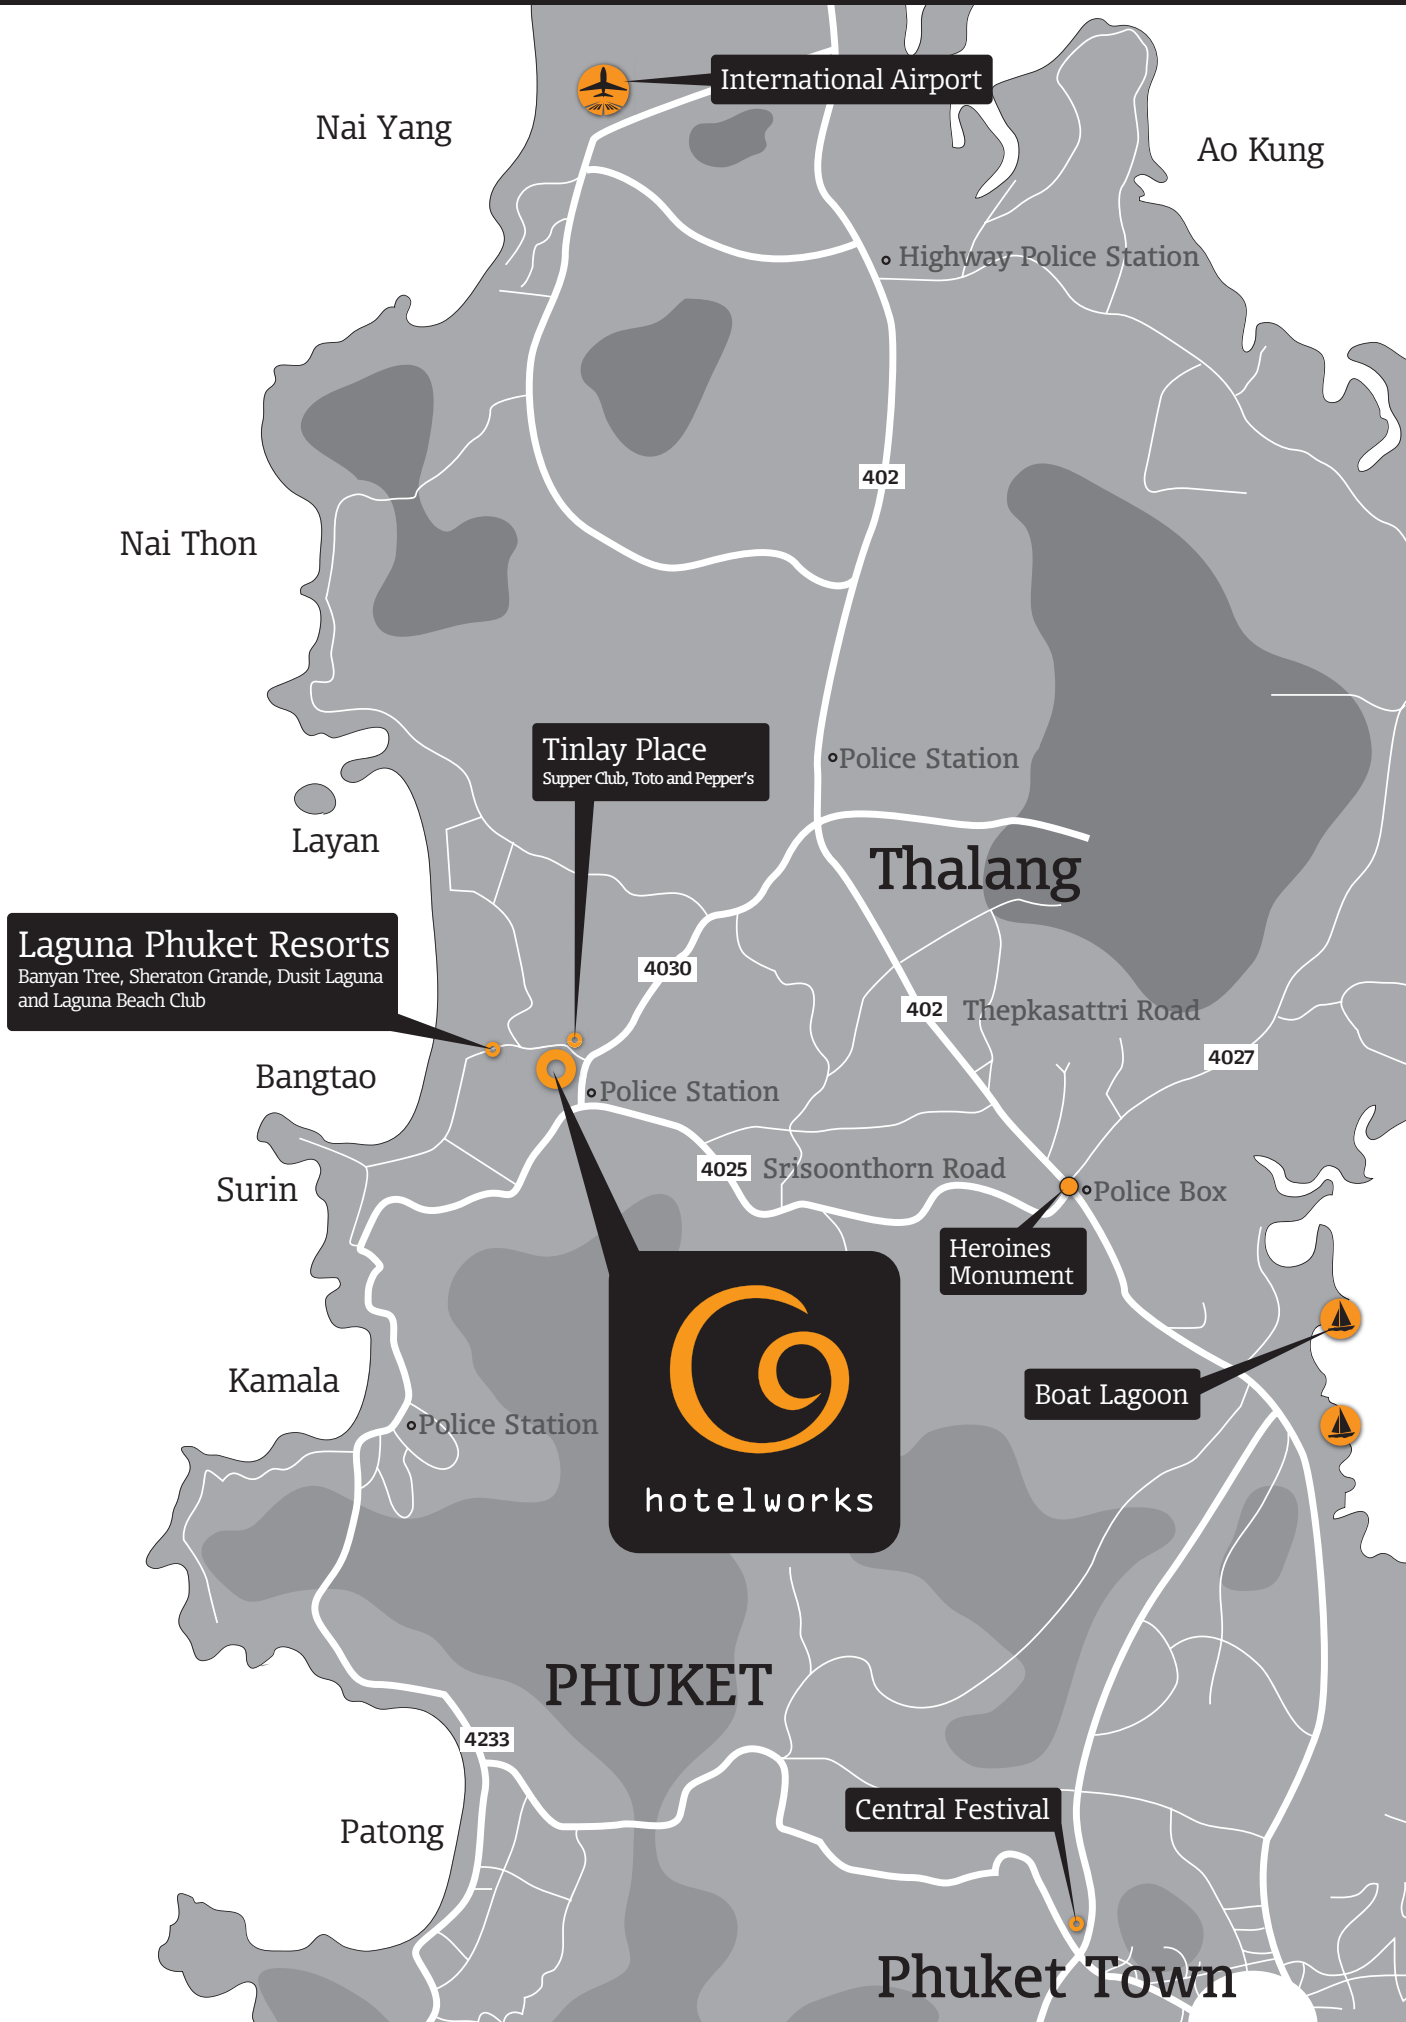 International Airport
Nai Yang
Ao Kung
Highway Police Station
402
Nai Thon
Tinlay Place
Supper Club, Toto and Pepper's
Police Station
Layan
Thalang
Laguna Phuket Resorts
Banyan Tree, Sheraton Grande, Dusit Laguna
and Laguna Beach Club
4030
402
Thepkasattri Road
4027
Bangtao
Police Station
4025
Srisoonthorn Road
Surin
Police Box
Heroines
Monument
Kamala
Boat Lagoon
Police Station
hotelworks
PHUKET
4233
Central Festival
Patong
Phuket Town